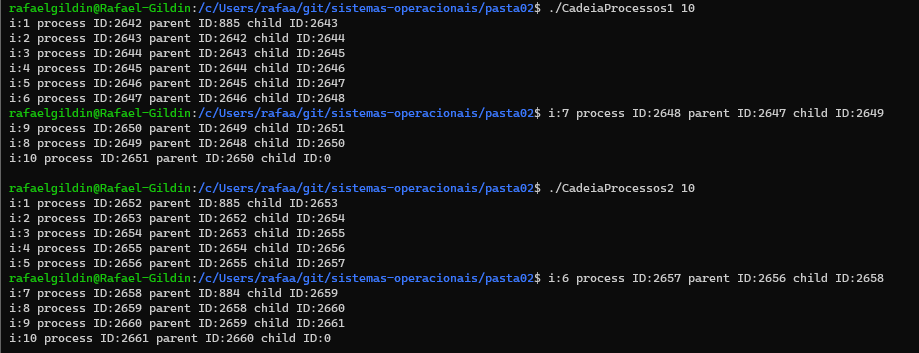 rafaelgildin@Rafael-Gildin:/c/Users/rafaa/git/sistemas-operacionais/pasta02$ ./CadeiaProcessos1 10
i:1 process ID:2642 parent ID:885 child ID:2643
i:2 process ID:2643 parent ID:2642 child ID:2644
i:3 process ID:2644 parent ID:2643 child ID:2645
i:4 process ID:2645 parent ID:2644 child ID:2646
i:5 process ID:2646 parent ID:2645 child ID:2647
i:6 process ID:2647 parent ID:2646 child ID:2648
rafaelgildin@Rafael-Gildin:/c/Users/rafaa/git/sistemas-operacionais/pasta02$ i:7 process ID:2648 parent ID:2647 child ID:2649
i:9 process ID:2650 parent ID:2649 child ID:2651
i:8 process ID:2649 parent ID:2648 child ID:2650
i:10 process ID:2651 parent ID:2650 child ID:0
rafaelgildin@Rafael-Gildin:/c/Users/rafaa/git/sistemas-operacionais/pasta02$ ./CadeiaProcessos2 10
i:1 process ID:2652 parent ID:885 child ID:2653
i:2 process ID:2653 parent ID:2652 child ID:2654
i:3 process ID:2654 parent ID:2653 child ID:2655
i:4 process ID:2655 parent ID:2654 child ID:2656
i:5 process ID:2656 parent ID:2655 child ID:2657
rafaelgildin@Rafael-Gildin:/c/Users/rafaa/git/sistemas-operacionais/pasta02$ i:6 process ID:2657 parent ID:2656 child ID:2658
i:7 process ID:2658 parent ID:884 child ID:2659
i:8 process ID:2659 parent ID:2658 child ID:2660
i:9 process ID:2660 parent ID:2659 child ID:2661
i:10 process ID:2661 parent ID:2660 child ID:0